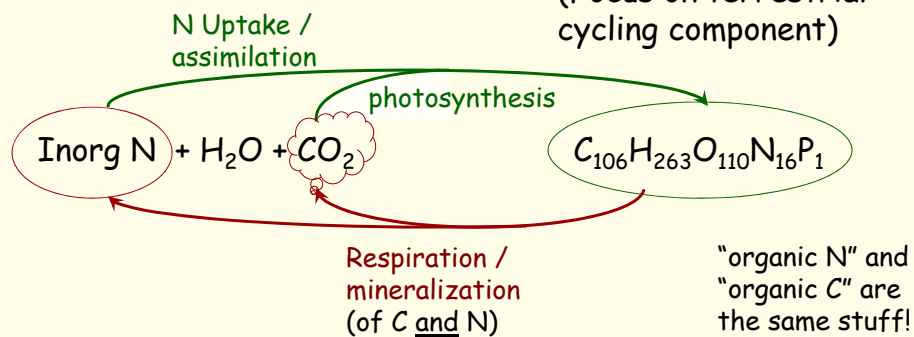 cycling component)
N Uptake /
assimilation
photosynthesis
Inorg N + H₂O + CO₂
C₁₀₆H₂₆₃O₁₁₀N₁₆P₁
Respiration /
mineralization
(of C and N)
"organic N" and
"organic C" are
the same stuff!